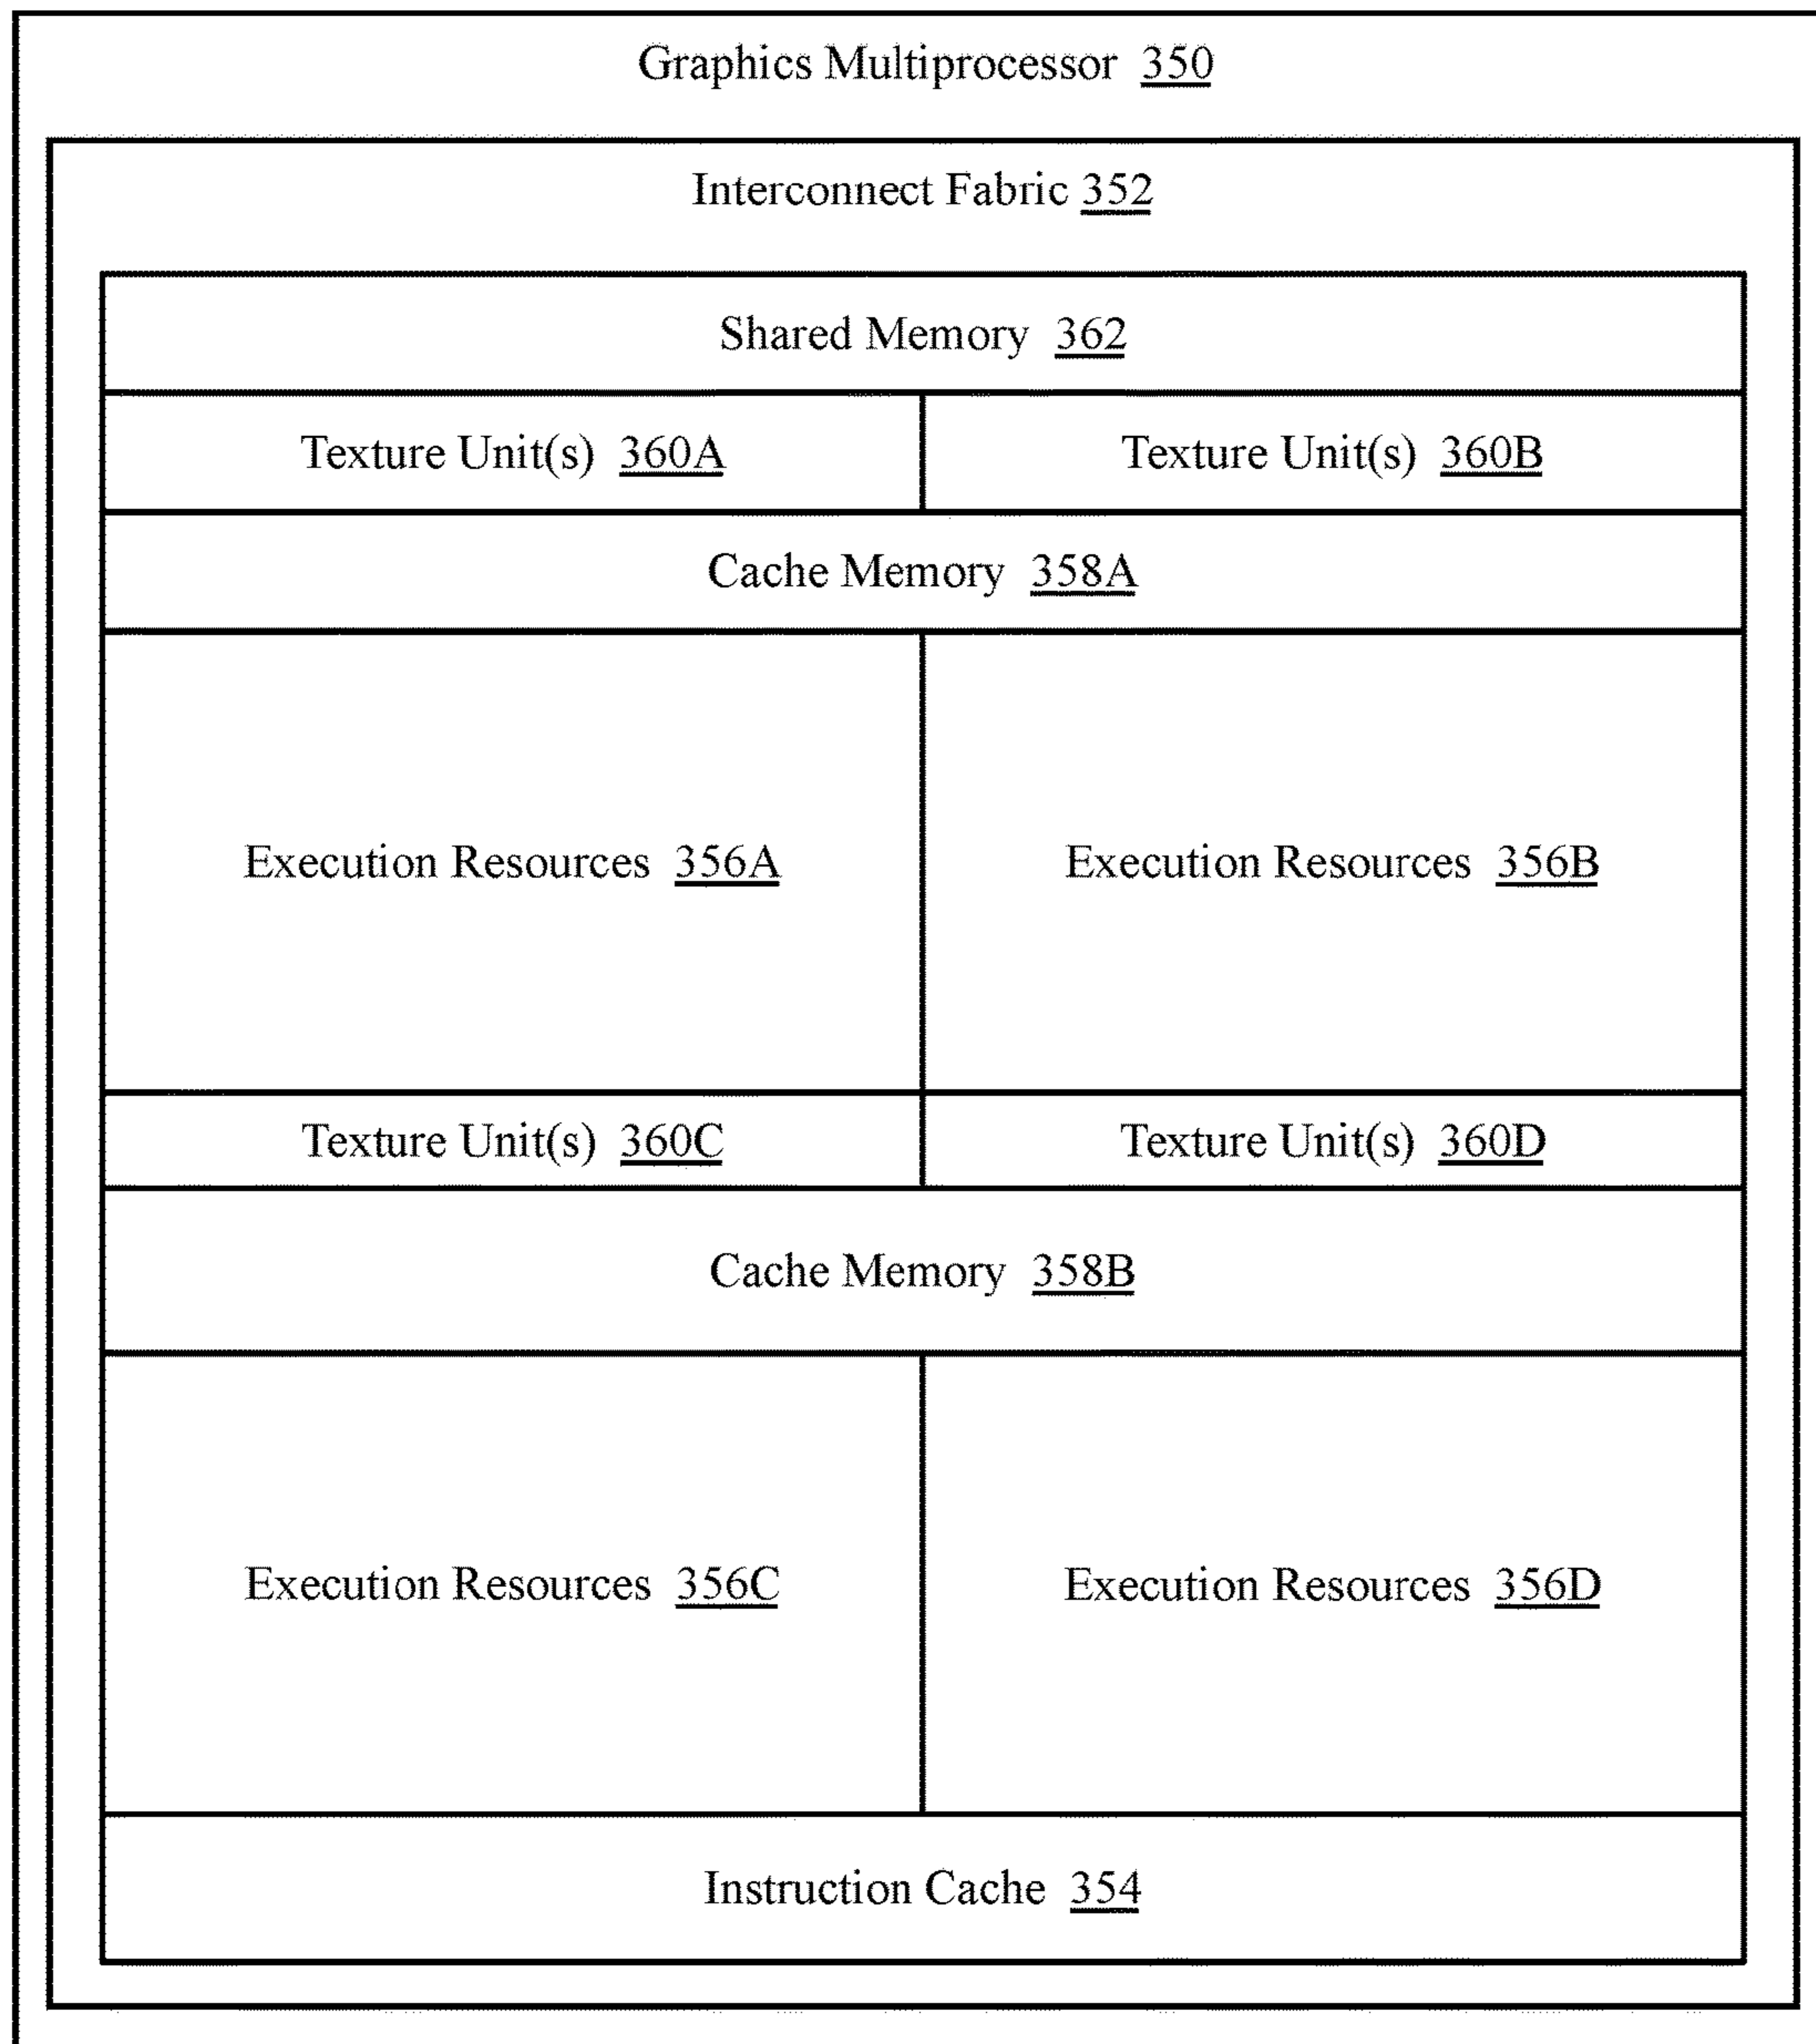 Graphics Multiprocessor 350
Interconnect Fabric 352
Shared Memory 362
Texture Unit(s) 360A
Texture Unit(s) 360B
Cache Memory 358A
Execution Resources 356A
Execution Resources 356B
Texture Unit(s) 360C
Texture Unit(s) 360D
Cache Memory 358B
Execution Resources 356C
Execution Resources 356D
Instruction Cache 354